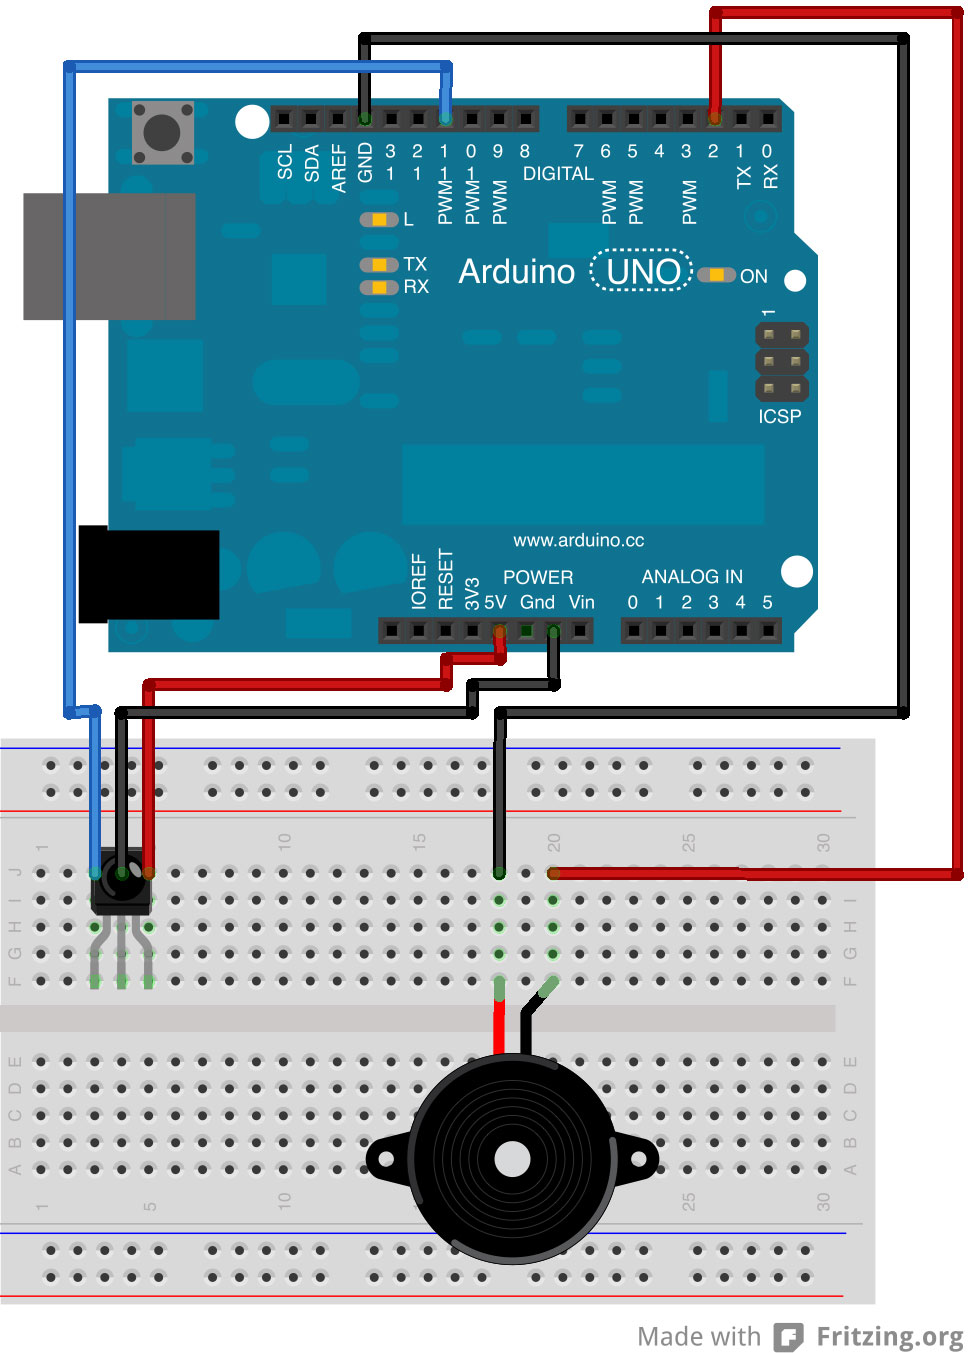 SCL
SDA
AREF
GND
13
12
PWM 11
PWM 10
PWM 9
8
7
PWM 6
PWM 5
4
PWM 3
2
TX 1
RX 0
DIGITAL
L
TX
RX
Arduino UNO
ON
1
ICSP
www.arduino.cc
IOREF
RESET
3V3
POWER
5V Gnd Vin
ANALOG IN
0 1 2 3 4 5
1 10 15 20 25 30
J J
I I
H H
G G
F F
E E
D D
C C
B B
A A
1 5 10 25 30
Made with Fritzing.org